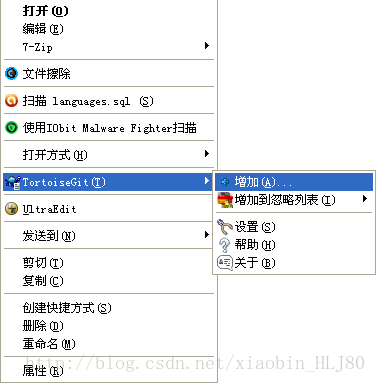 打开(O)
编辑(E)
7-Zip
文件擦除
扫描 languages.sql (S)
使用IObit Malware Fighter扫描
打开方式(H)
TortoiseGit(T)
UltraEdit
发送到(N)
剪切(T)
复制(C)
创建快捷方式(S)
删除(D)
重命名(M)
属性(R)
增加(A)...
增加到忽略列表(I)
设置(S)
帮助(H)
关于(B)
http://blog.csdn.net/xiaobin_HLJ80